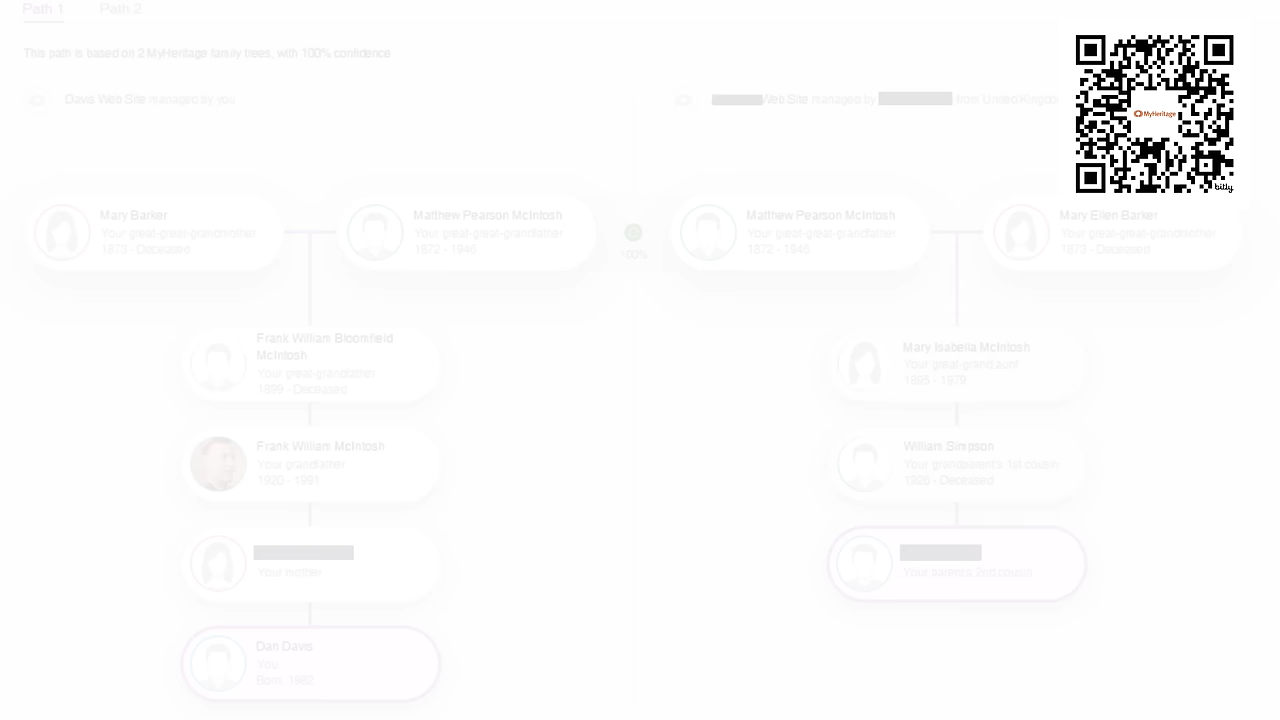 Path 1
Path 2
This path is based on 2 MyHeritage family trees, with 100% confidence
Davis Web Site managed by you
Web Site managed by
from United Kingdo
MyHeritage
bitly
Mary Barker
Your great-great-grandmother
1873 - Deceased
Matthew Pearson McIntosh
Your great-great-grandfather
1872 - 1946
100%
Matthew Pearson McIntosh
Your great-great-grandfather
1872 - 1946
Mary Ellen Barker
Your great-great-grandmother
1873 - Deceased
Frank William Bloomfield
McIntosh
Your great-grandfather
1899 - Deceased
Mary Isabella McIntosh
Your great-grand aunt
1895 - 1979
Frank William McIntosh
Your grandfather
1920 - 1991
William Simpson
Your grandparent's 1st cousin
Deceased
Your mother
Your parent's 2nd cousin
Dan Davis
You
Born: 1982